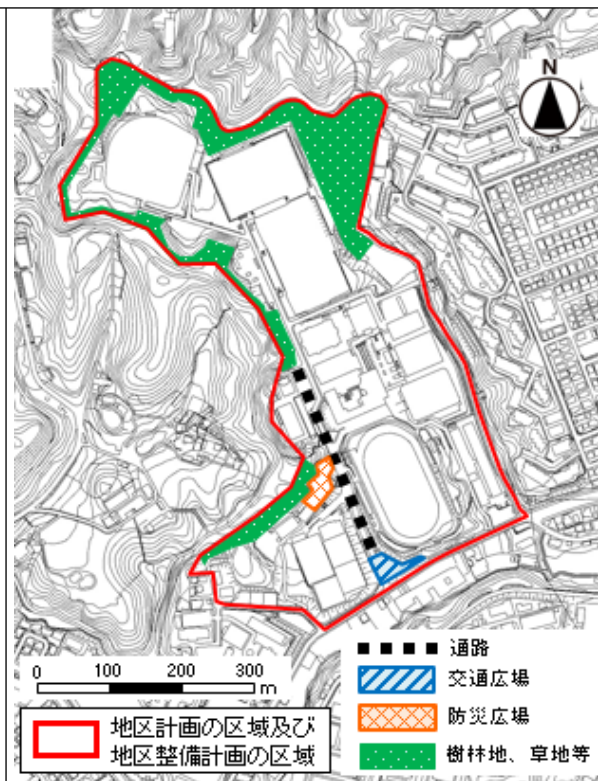 N
0 100 200 300
m
地区計画の区域及び
地区整備計画の区域
通路
交通広場
防災広場
樹林地、草地等